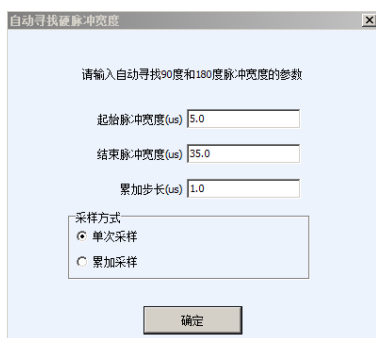 自动寻找硬脉冲宽度
请输入自动寻找90度和180度脉冲宽度的参数
起始脉冲宽度(us) 5.0
结束脉冲宽度(us) 35.0
累加步长(us) 1.0
采样方式
单次采样
累加采样
确定